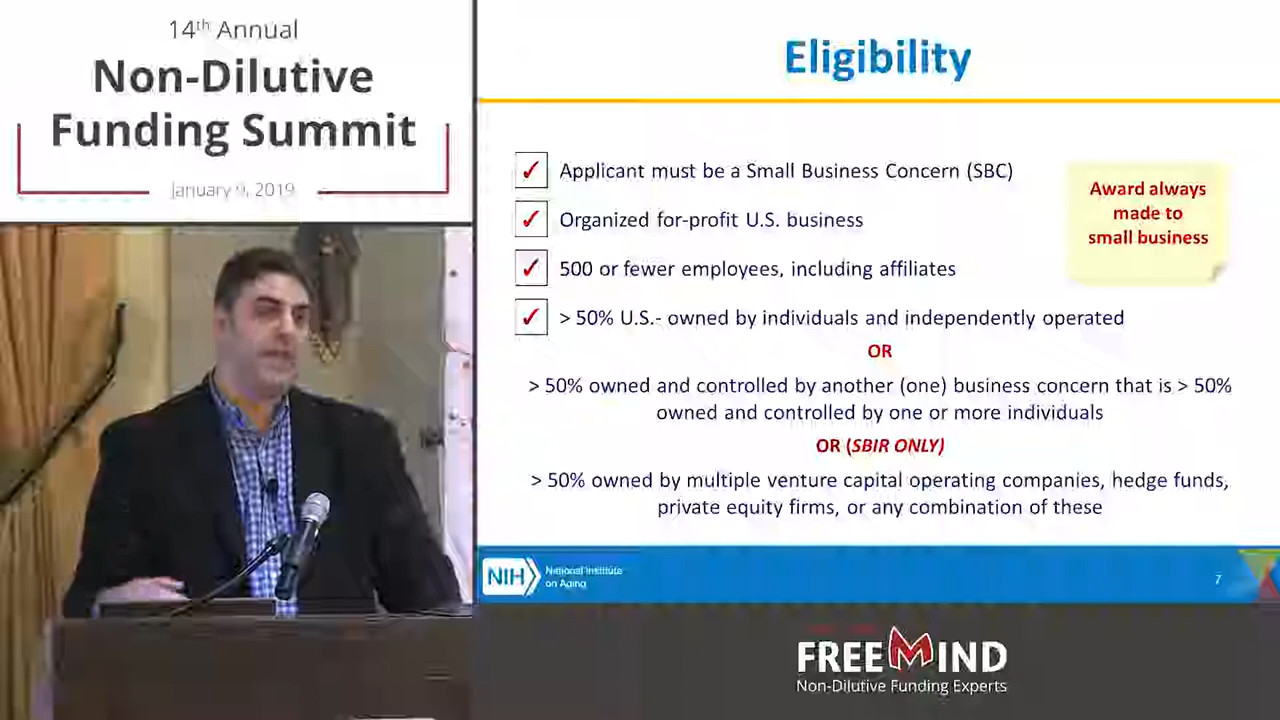 14th Annual
Non-Dilutive
Funding Summit
January 9, 2019
Eligibility
✓ Applicant must be a Small Business Concern (SBC)
✓ Organized for-profit U.S. business
✓ 500 or fewer employees, including affiliates
✓ > 50% U.S.- owned by individuals and independently operated
OR
> 50% owned and controlled by another (one) business concern that is > 50%
owned and controlled by one or more individuals
OR (SBIR ONLY)
> 50% owned by multiple venture capital operating companies, hedge funds,
private equity firms, or any combination of these
Award always
made to
small business
NIH National Institute
on Aging
7
FREEMIND
Non-Dilutive Funding Experts